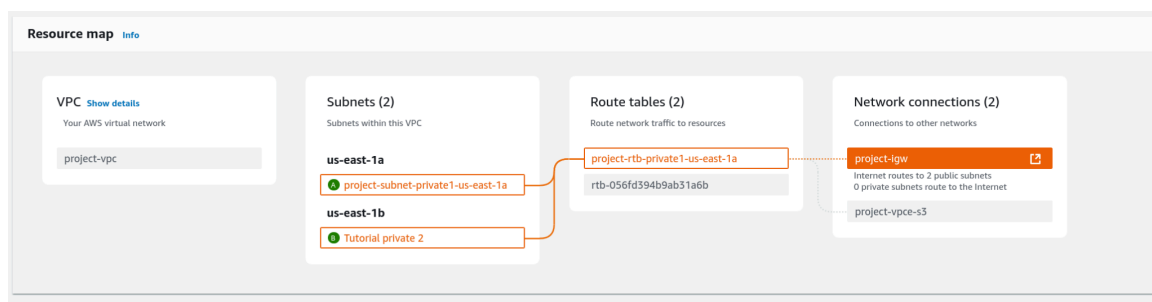 Resource map Info
VPC Show details
Your AWS virtual network
project-vpc
Subnets (2)
Subnets within this VPC
us-east-1a
A project-subnet-private1-us-east-1a
us-east-1b
B Tutorial private 2
Route tables (2)
Route network traffic to resources
project-rtb-private1-us-east-1a
rtb-056fd394b9ab31a6b
Network connections (2)
Connections to other networks
project-igw
Internet routes to 2 public subnets
0 private subnets route to the Internet
project-vpce-s3